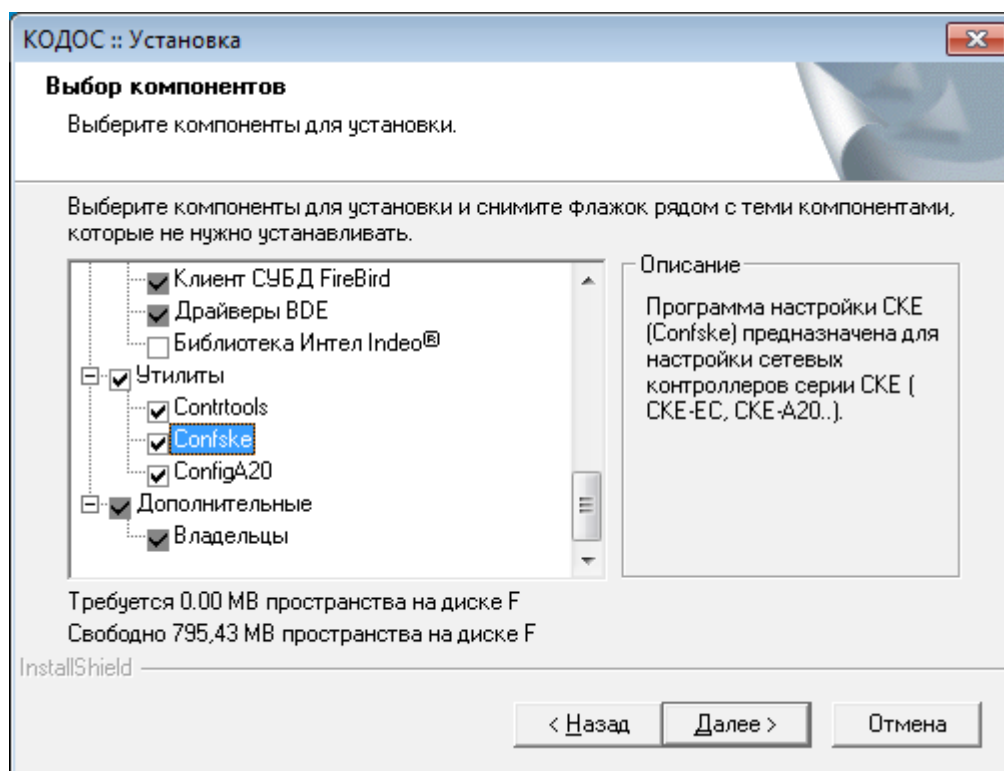 КОДОС :: Установка
Выбор компонентов
Выберите компоненты для установки.
Выберите компоненты для установки и снимите флажок рядом с теми компонентами,
которые не нужно устанавливать.
Клиент СУБД FireBird
Драйверы BDE
Библиотека Интел Indeo®
Утилиты
Contrtools
Confske
ConfigA20
Дополнительные
Владельцы
Описание
Программа настройки СКЕ
(Confske) предназначена для
настройки сетевых
контроллеров серии СКЕ (
СКЕ-ЕС, СКЕ-А20..).
Требуется 0.00 MB пространства на диске F
Свободно 795,43 MB пространства на диске F
InstallShield
< Назад
Далее >
Отмена